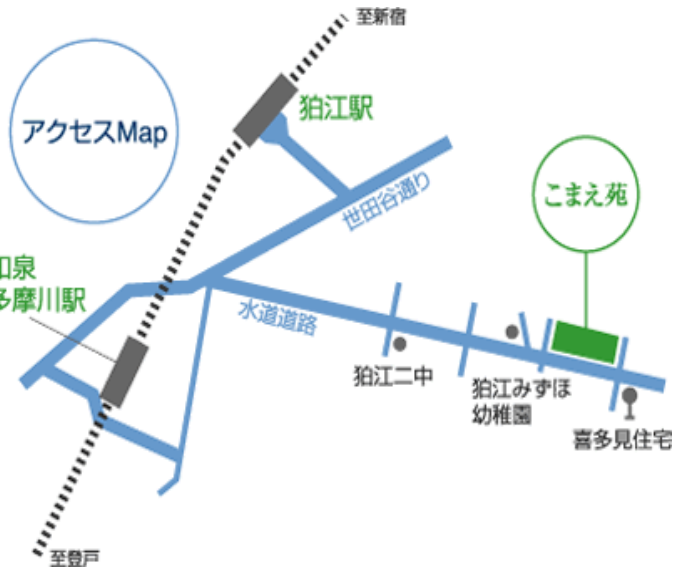 至新宿
アクセスMap
狛江駅
こまえ苑
世田谷通り
和泉
多摩川駅
水道道路
狛江二中
狛江みずほ
幼稚園
喜多見住宅
至登戸